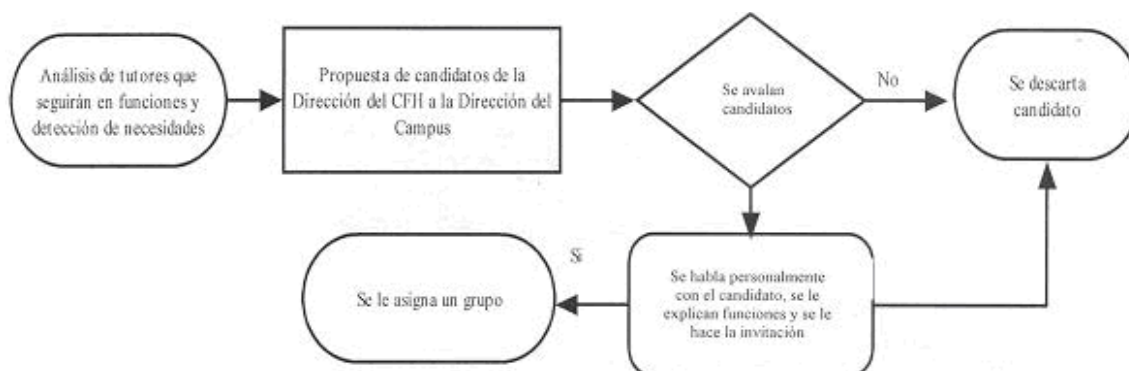 Análisis de tutores que
seguirán en funciones y
detección de necesidades
Propuesta de candidatos de la
Dirección del CFH a la Dirección del
Campus
Se avalan
candidatos
No
Se descarta
candidato
Si
Se le asigna un grupo
Se habla personalmente
con el candidato, se le
explican funciones y se le
hace la invitación